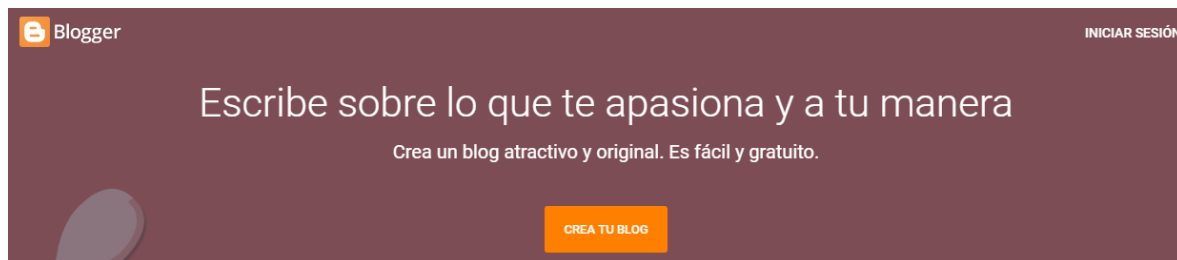 Blogger
INICIAR SESIÓN
Escribe sobre lo que te apasiona y a tu manera
Crea un blog atractivo y original. Es fácil y gratuito.
CREA TU BLOG